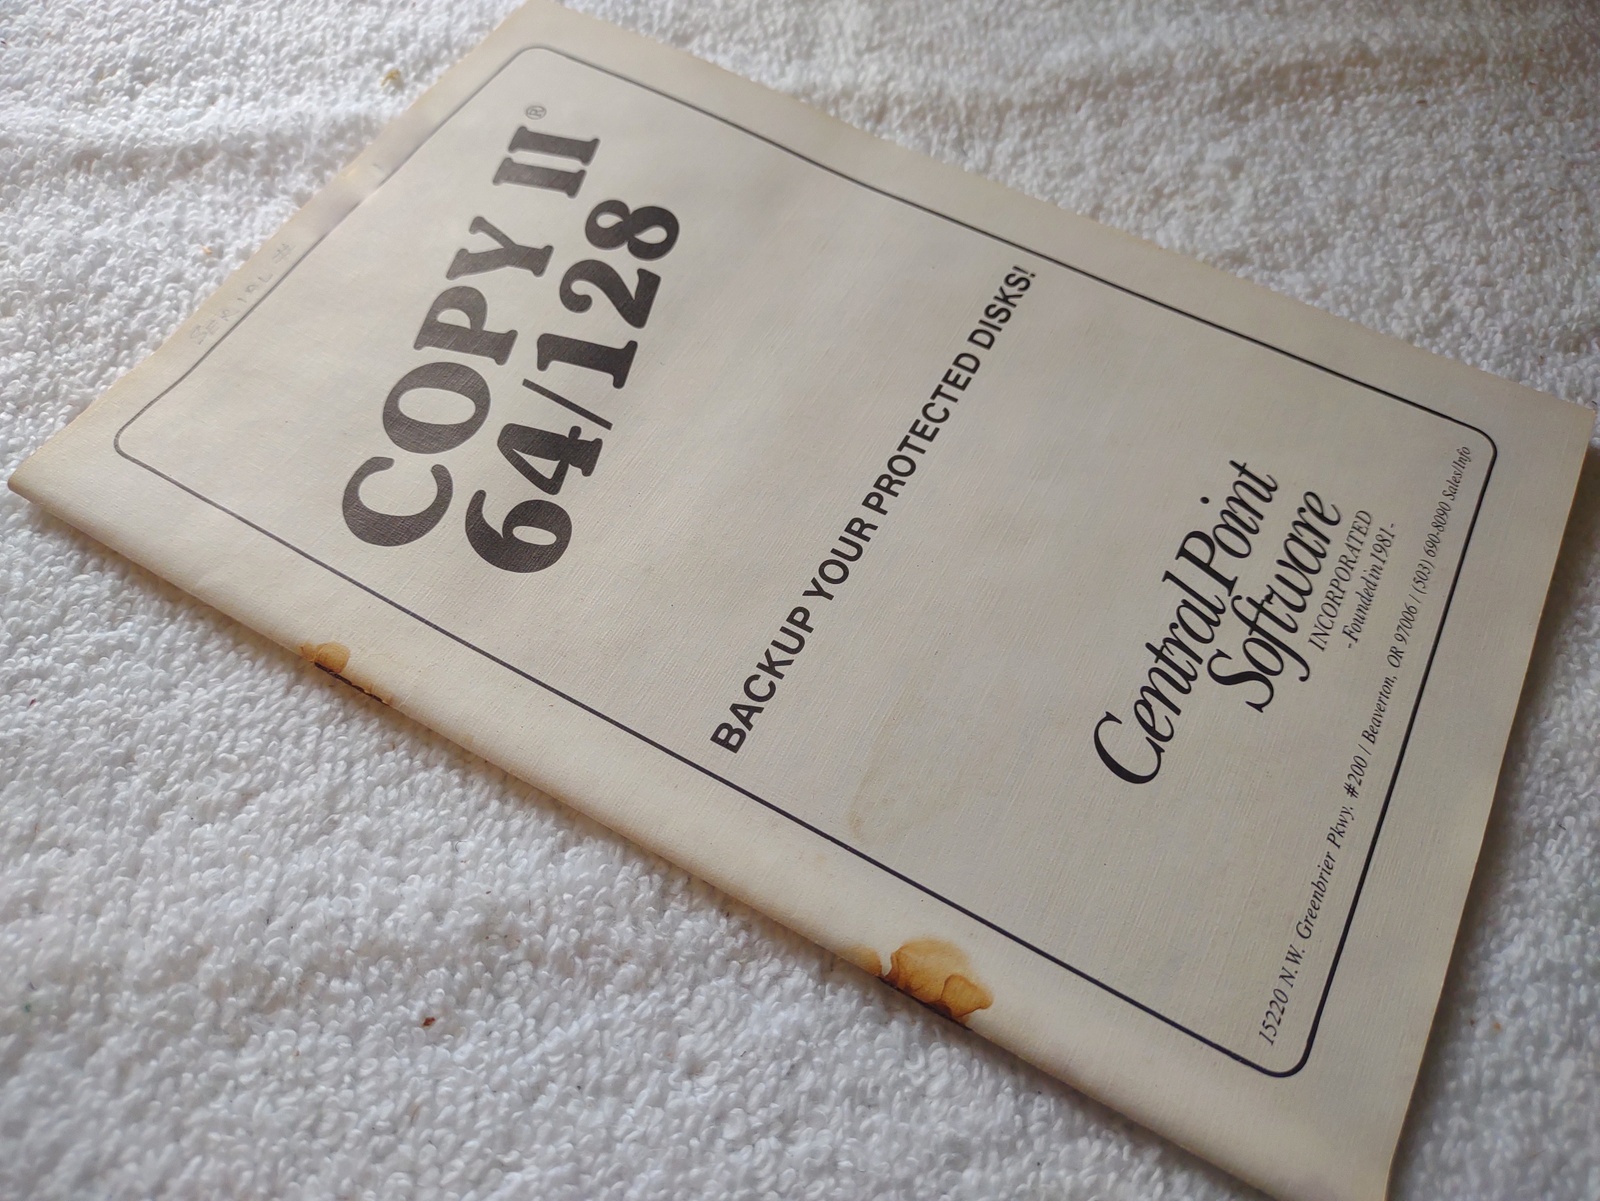 SERIAL #
COPY II®
64/128
BACKUP YOUR PROTECTED DISKS!
Central Point
Software
INCORPORATED
-Founded in 1981-
15220 N.W. Greenbrier Pkwy. #200 / Beaverton, OR 97006 / (503) 690-8090 Sales/Info